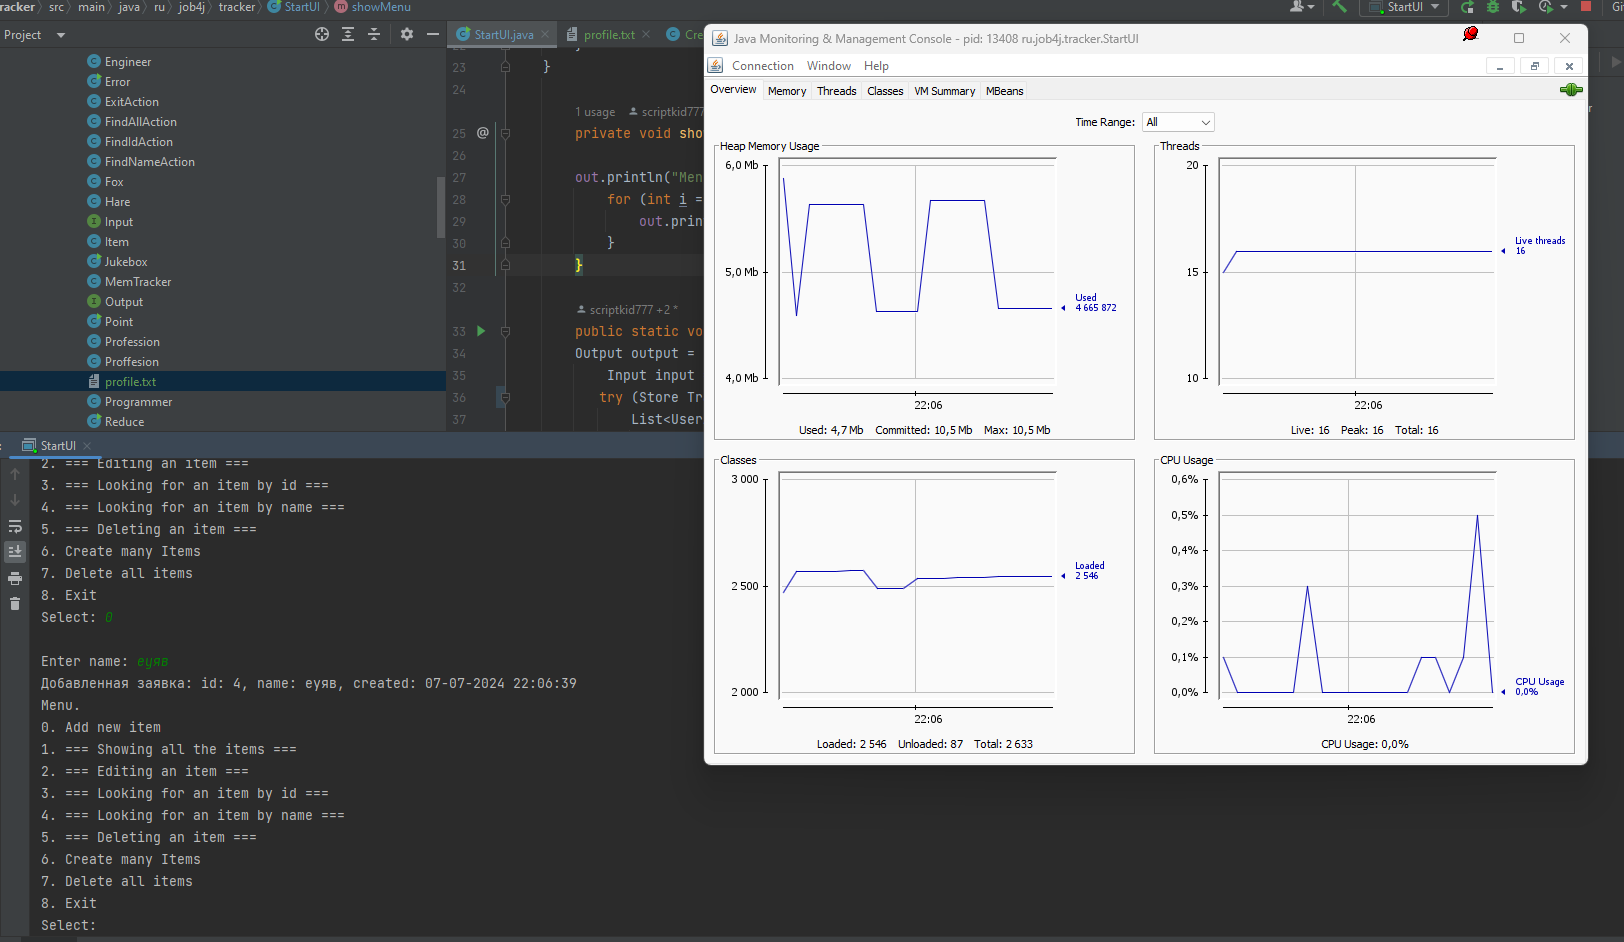 racker > src > main > java > ru > job4j > tracker > StartUI > showMenu
StartUI
Gi
Project
Engineer
Error
ExitAction
FindAllAction
FindIdAction
FindNameAction
Fox
Hare
Input
Item
Jukebox
MemTracker
Output
Point
Profession
Proffesion
profile.txt
Programmer
Reduce
StartUI.java
profile.txt
Cre
23 }
24
1 usage scriptkid777
25 @ private void sho
26
27 out.println("Men
28 for (int i =
29 out.prin
30 }
31 }
32
scriptkid777 +2 *
33 public static vo
34 Output output =
35 Input input
36 try (Store Tr
37 List<User
Java Monitoring & Management Console - pid: 13408 ru.job4j.tracker.StartUI
Connection Window Help
Overview Memory Threads Classes VM Summary MBeans
Time Range: All
Heap Memory Usage
6,0 Mb
5,0 Mb
4,0 Mb
Used
4 665 872
22:06
Used: 4,7 Mb Committed: 10,5 Mb Max: 10,5 Mb
Threads
20
15
10
Live threads
16
22:06
Live: 16 Peak: 16 Total: 16
Classes
3 000
2 500
2 000
Loaded
2 546
22:06
Loaded: 2 546 Unloaded: 87 Total: 2 633
CPU Usage
0,6%
0,5%
0,4%
0,3%
0,2%
0,1%
0,0%
CPU Usage
0,0%
22:06
CPU Usage: 0,0%
StartUI
2. === Editing an item ===
3. === Looking for an item by id ===
4. === Looking for an item by name ===
5. === Deleting an item ===
6. Create many Items
7. Delete all items
8. Exit
Select: 0
Enter name: еуяв
Добавленная заявка: id: 4, name: еуяв, created: 07-07-2024 22:06:39
Menu.
0. Add new item
1. === Showing all the items ===
2. === Editing an item ===
3. === Looking for an item by id ===
4. === Looking for an item by name ===
5. === Deleting an item ===
6. Create many Items
7. Delete all items
8. Exit
Select: